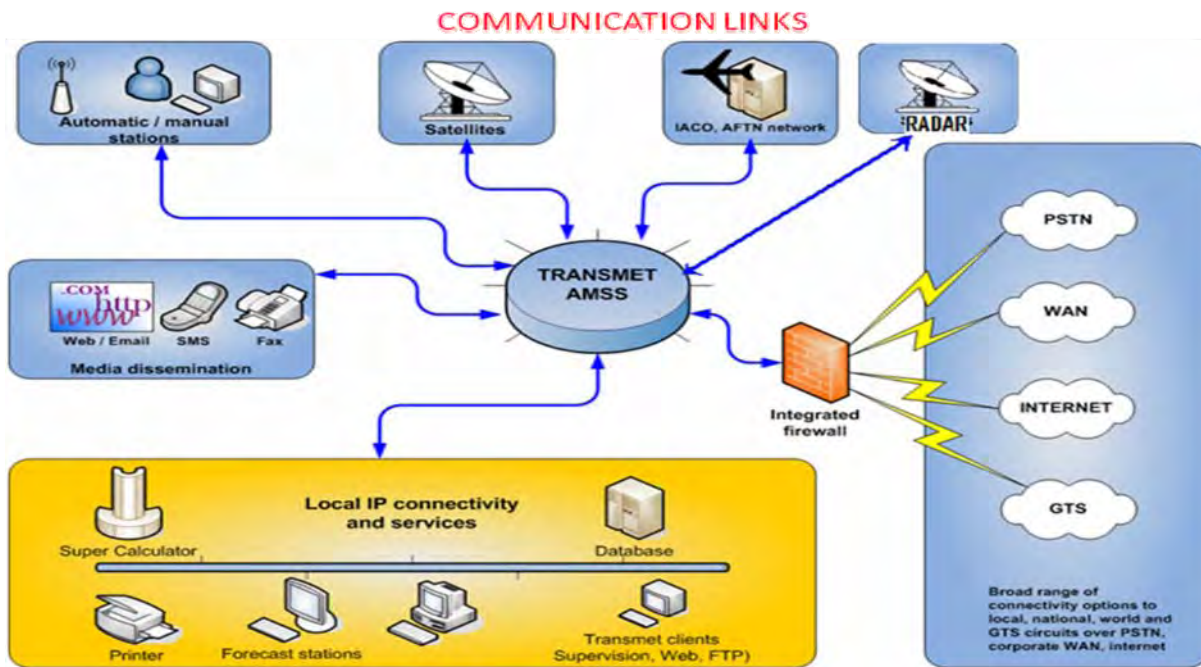 COMMUNICATION LINKS
Automatic / manual
stations
Satellites
IACO, AFTN network
RADAR
TRANSMET
AMSS
.COM
http
www
Web / Email
SMS
Fax
Media dissemination
Integrated
firewall
PSTN
WAN
INTERNET
GTS
Broad range of
connectivity options to
local, national, world and
GTS circuits over PSTN,
corporate WAN, internet
Local IP connectivity
and services
Super Calculator
Database
Printer
Forecast stations
Transmet clients
Supervision, Web, FTP)